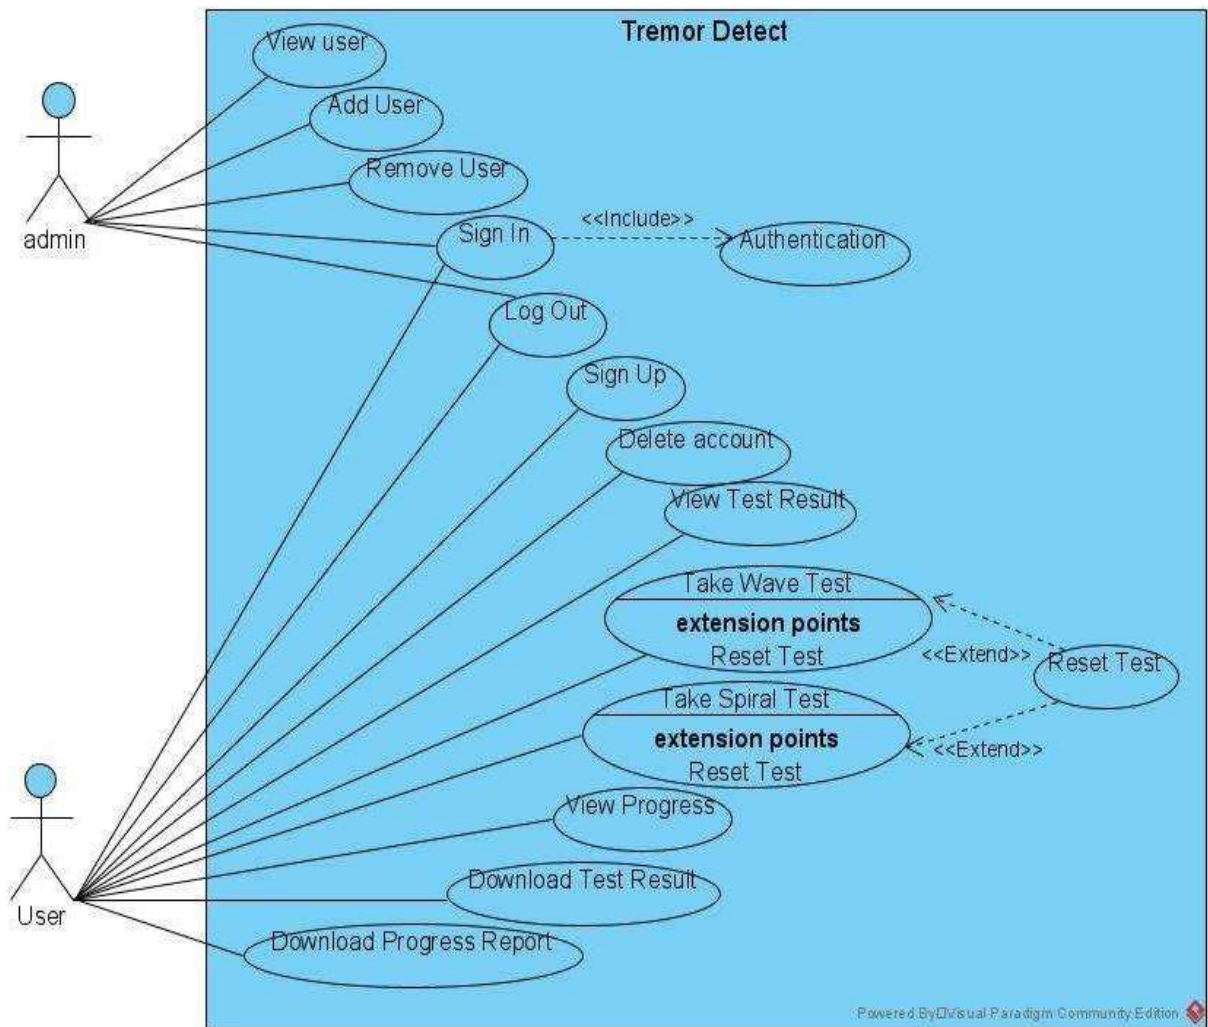 Tremor Detect
View user
Add User
Remove User
admin
Sign In
<<Include>>
Authentication
Log Out
Sign Up
Delete account
View Test Result
Take Wave Test
extension points
Reset Test
<<Extend>>
Reset Test
Take Spiral Test
extension points
Reset Test
<<Extend>>
View Progress
Download Test Result
User
Download Progress Report
Powered By Visual Paradigm Community Edition